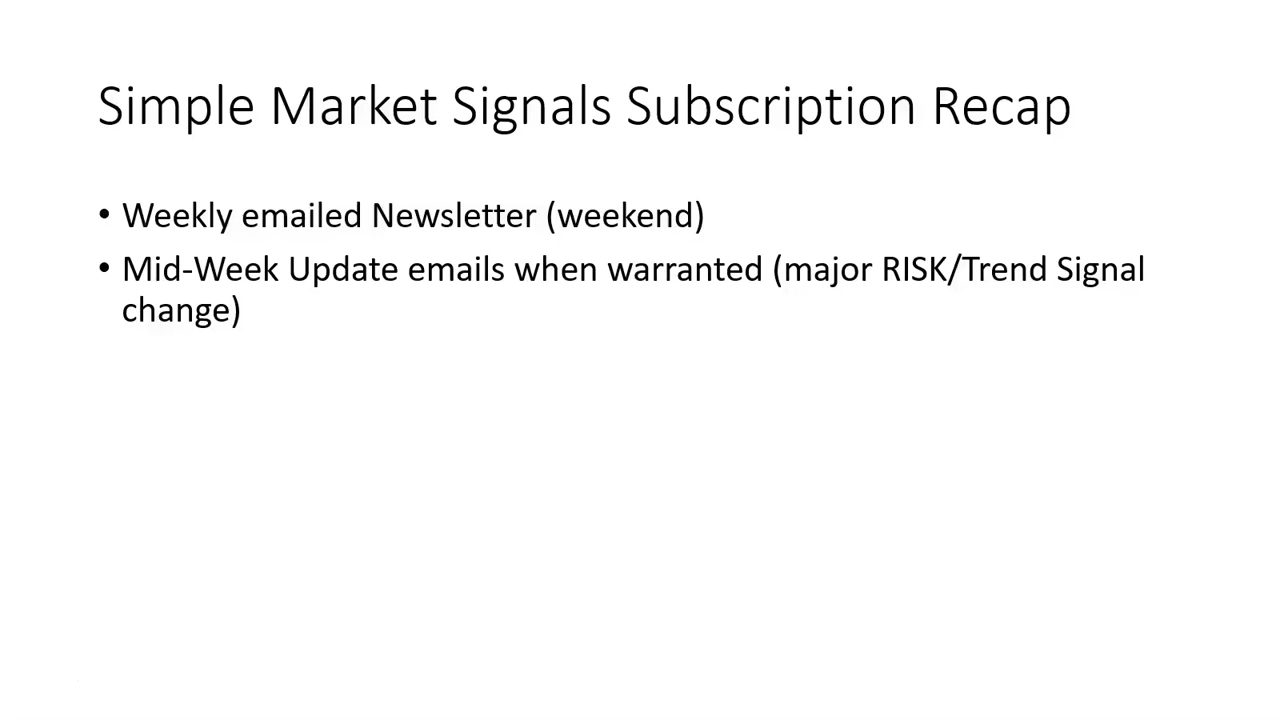 Simple Market Signals Subscription Recap
• Weekly emailed Newsletter (weekend)
• Mid-Week Update emails when warranted (major RISK/Trend Signal
change)